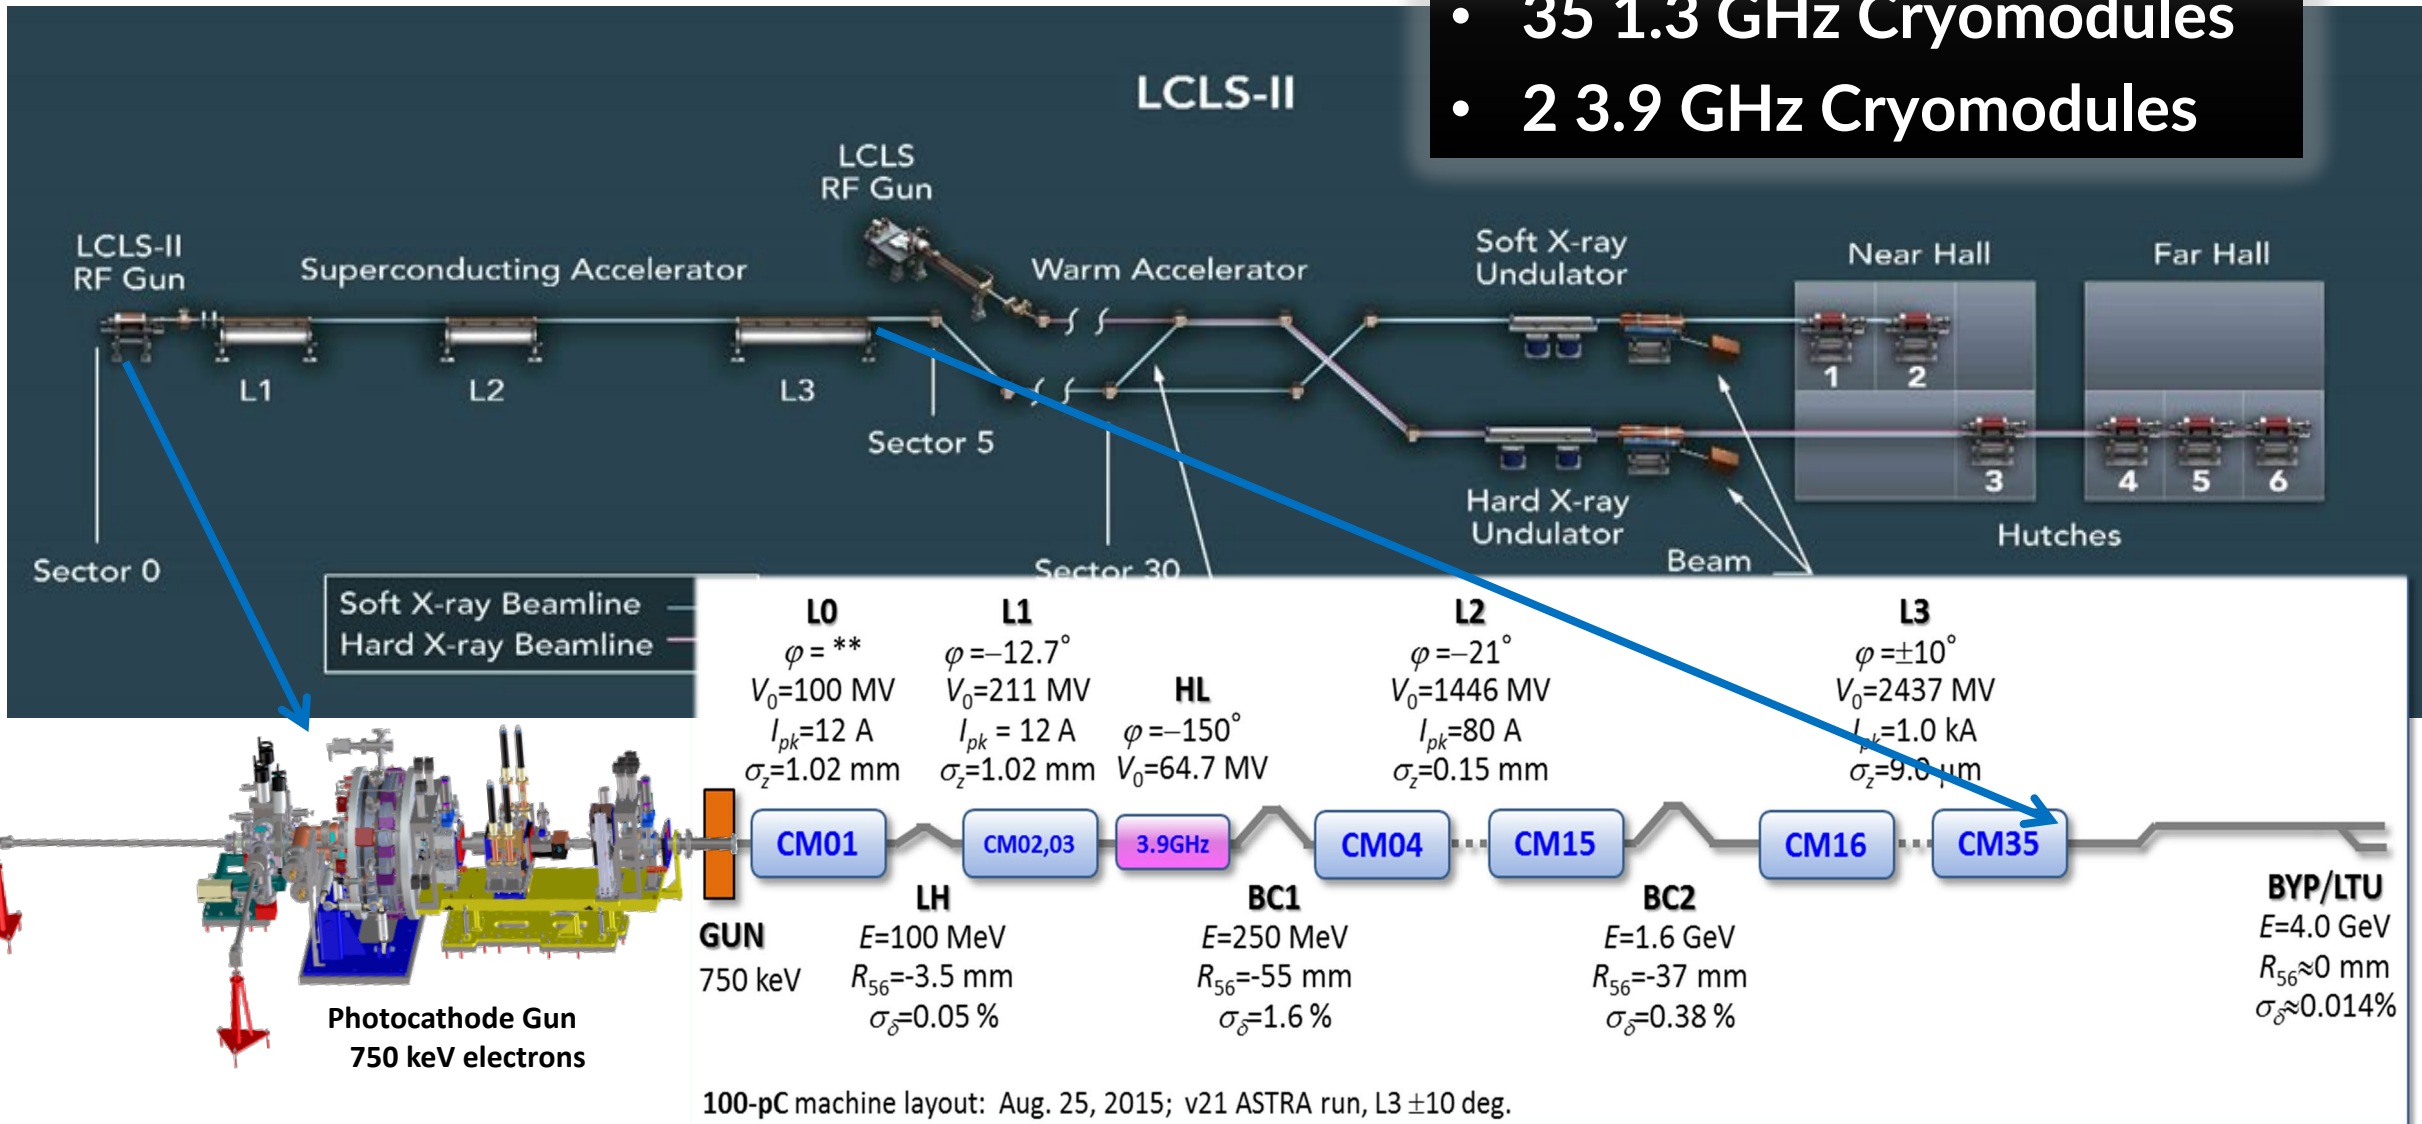 • 35 1.3 GHz Cryomodules
• 2 3.9 GHz Cryomodules
LCLS-II
LCLS
RF Gun
LCLS-II
RF Gun
Superconducting Accelerator
Warm Accelerator
Soft X-ray
Undulator
Near Hall
Far Hall
L1
L2
L3
1
2
Sector 5
3
4
5
6
Hard X-ray
Undulator
Hutches
Beam
Sector 0
Sector 30
Soft X-ray Beamline
Hard X-ray Beamline
L0
φ = **
V₀=100 MV
Iₚₖ=12 A
σ_z=1.02 mm
L1
φ =−12.7°
V₀=211 MV
Iₚₖ = 12 A
σ_z=1.02 mm
HL
φ =−150°
V₀=64.7 MV
L2
φ =−21°
V₀=1446 MV
Iₚₖ=80 A
σ_z=0.15 mm
L3
φ =±10°
V₀=2437 MV
Iₚₖ=1.0 kA
σ_z=9.0 μm
CM01
CM02,03
3.9GHz
CM04
CM15
CM16
CM35
GUN
750 keV
LH
E=100 MeV
R₅₆=-3.5 mm
σ_δ=0.05 %
BC1
E=250 MeV
R₅₆=-55 mm
σ_δ=1.6 %
BC2
E=1.6 GeV
R₅₆=-37 mm
σ_δ=0.38 %
BYP/LTU
E=4.0 GeV
R₅₆≈0 mm
σ_δ≈0.014%
Photocathode Gun
750 keV electrons
100-pC machine layout: Aug. 25, 2015; v21 ASTRA run, L3 ±10 deg.